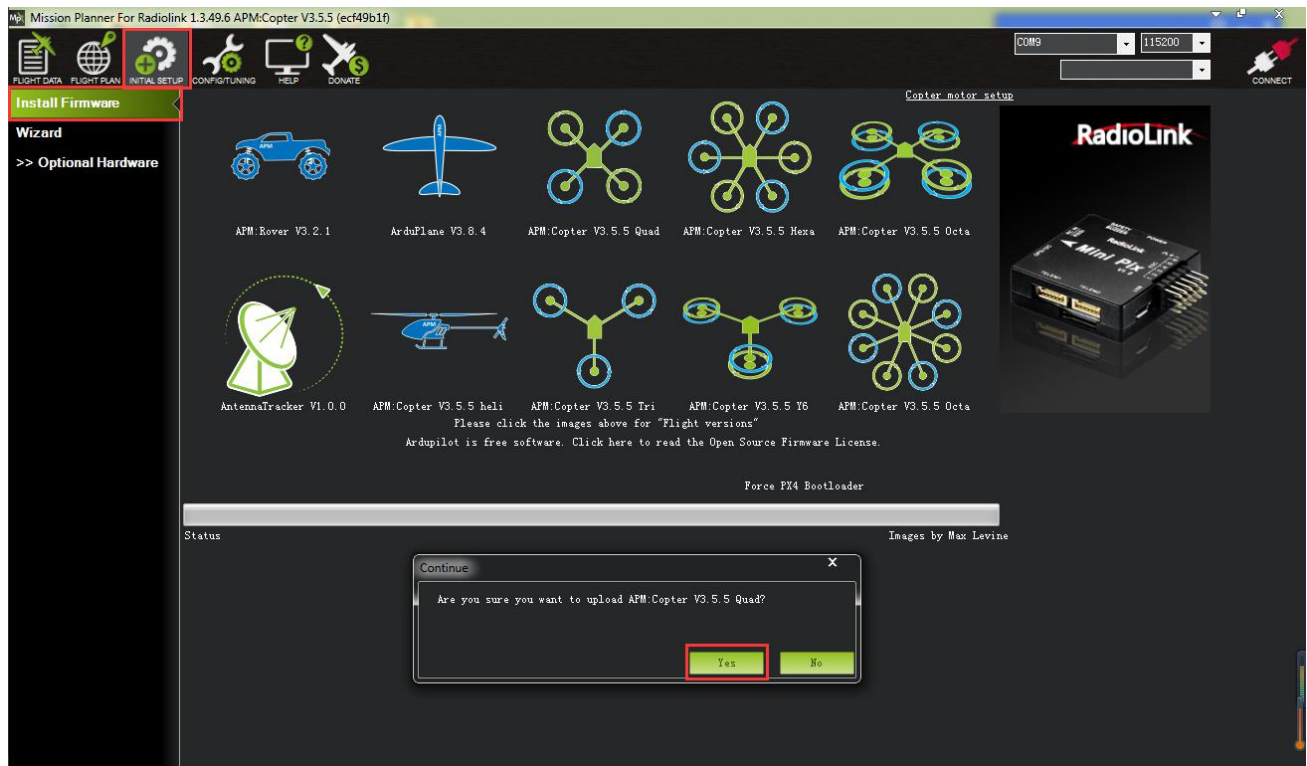 Mission Planner For Radiolink 1.3.49.6 APM:Copter V3.5.5 (ecf49b1f)
FLIGHT DATA FLIGHT PLAN INITIAL SETUP CONFIG/TUNING HELP DONATE
COM9 115200
CONNECT
Install Firmware
Wizard
>> Optional Hardware
Copter motor setup
RadioLink
APM:Rover V3.2.1 ArduPlane V3.8.4 APM:Copter V3.5.5 Quad APM:Copter V3.5.5 Hexa APM:Copter V3.5.5 Octa
Mini Pix
AntennaTracker V1.0.0 APM:Copter V3.5.5 heli APM:Copter V3.5.5 Tri APM:Copter V3.5.5 Y6 APM:Copter V3.5.5 Octa
Please click the images above for "Flight versions"
Ardupilot is free software. Click here to read the Open Source Firmware License.
Force PX4 Bootloader
Status
Images by Max Levine
Continue
X
Are you sure you want to upload APM:Copter V3.5.5 Quad?
Yes No